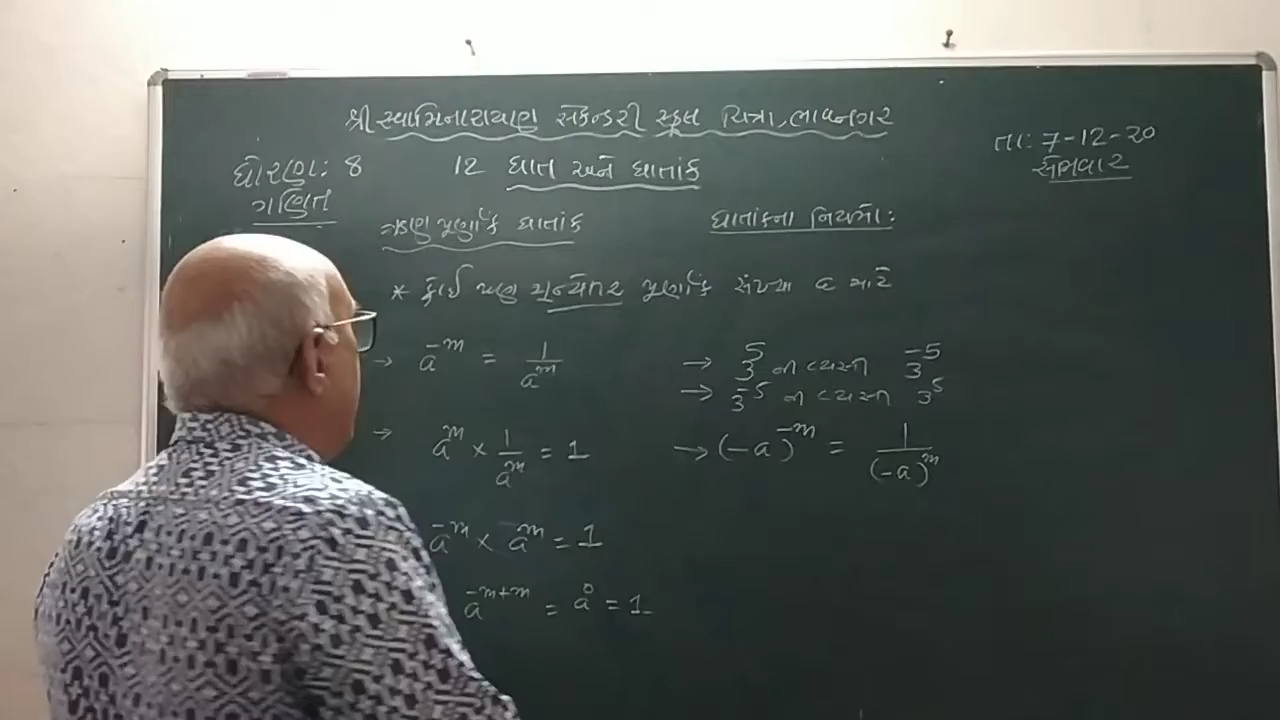 શ્રી સ્વામિનારાયણ સેકન્ડરી સ્કૂલ ચિત્રા, ભાવનગર
તા: 7-12-20
સોમવાર
ધોરણ: 8
ગણિત
12 ઘાત અને ઘાતાંક
ઋણ પૂર્ણાંક ઘાતાંક
* કોઈ પણ શૂન્યેતર પૂર્ણાંક સંખ્યા a માટે
→ a⁻ᵐ = 1/aᵐ
→ aᵐ × 1/aᵐ = 1
a⁻ᵐ × aᵐ = 1
a⁻ᵐ⁺ᵐ = a⁰ = 1
ઘાતાંકના નિયમો:
→ 3⁵ ની વ્યસ્ત 3⁻⁵
→ 3⁻⁵ ની વ્યસ્ત 3⁵
→ (-a)⁻ᵐ = 1/(-a)ᵐ